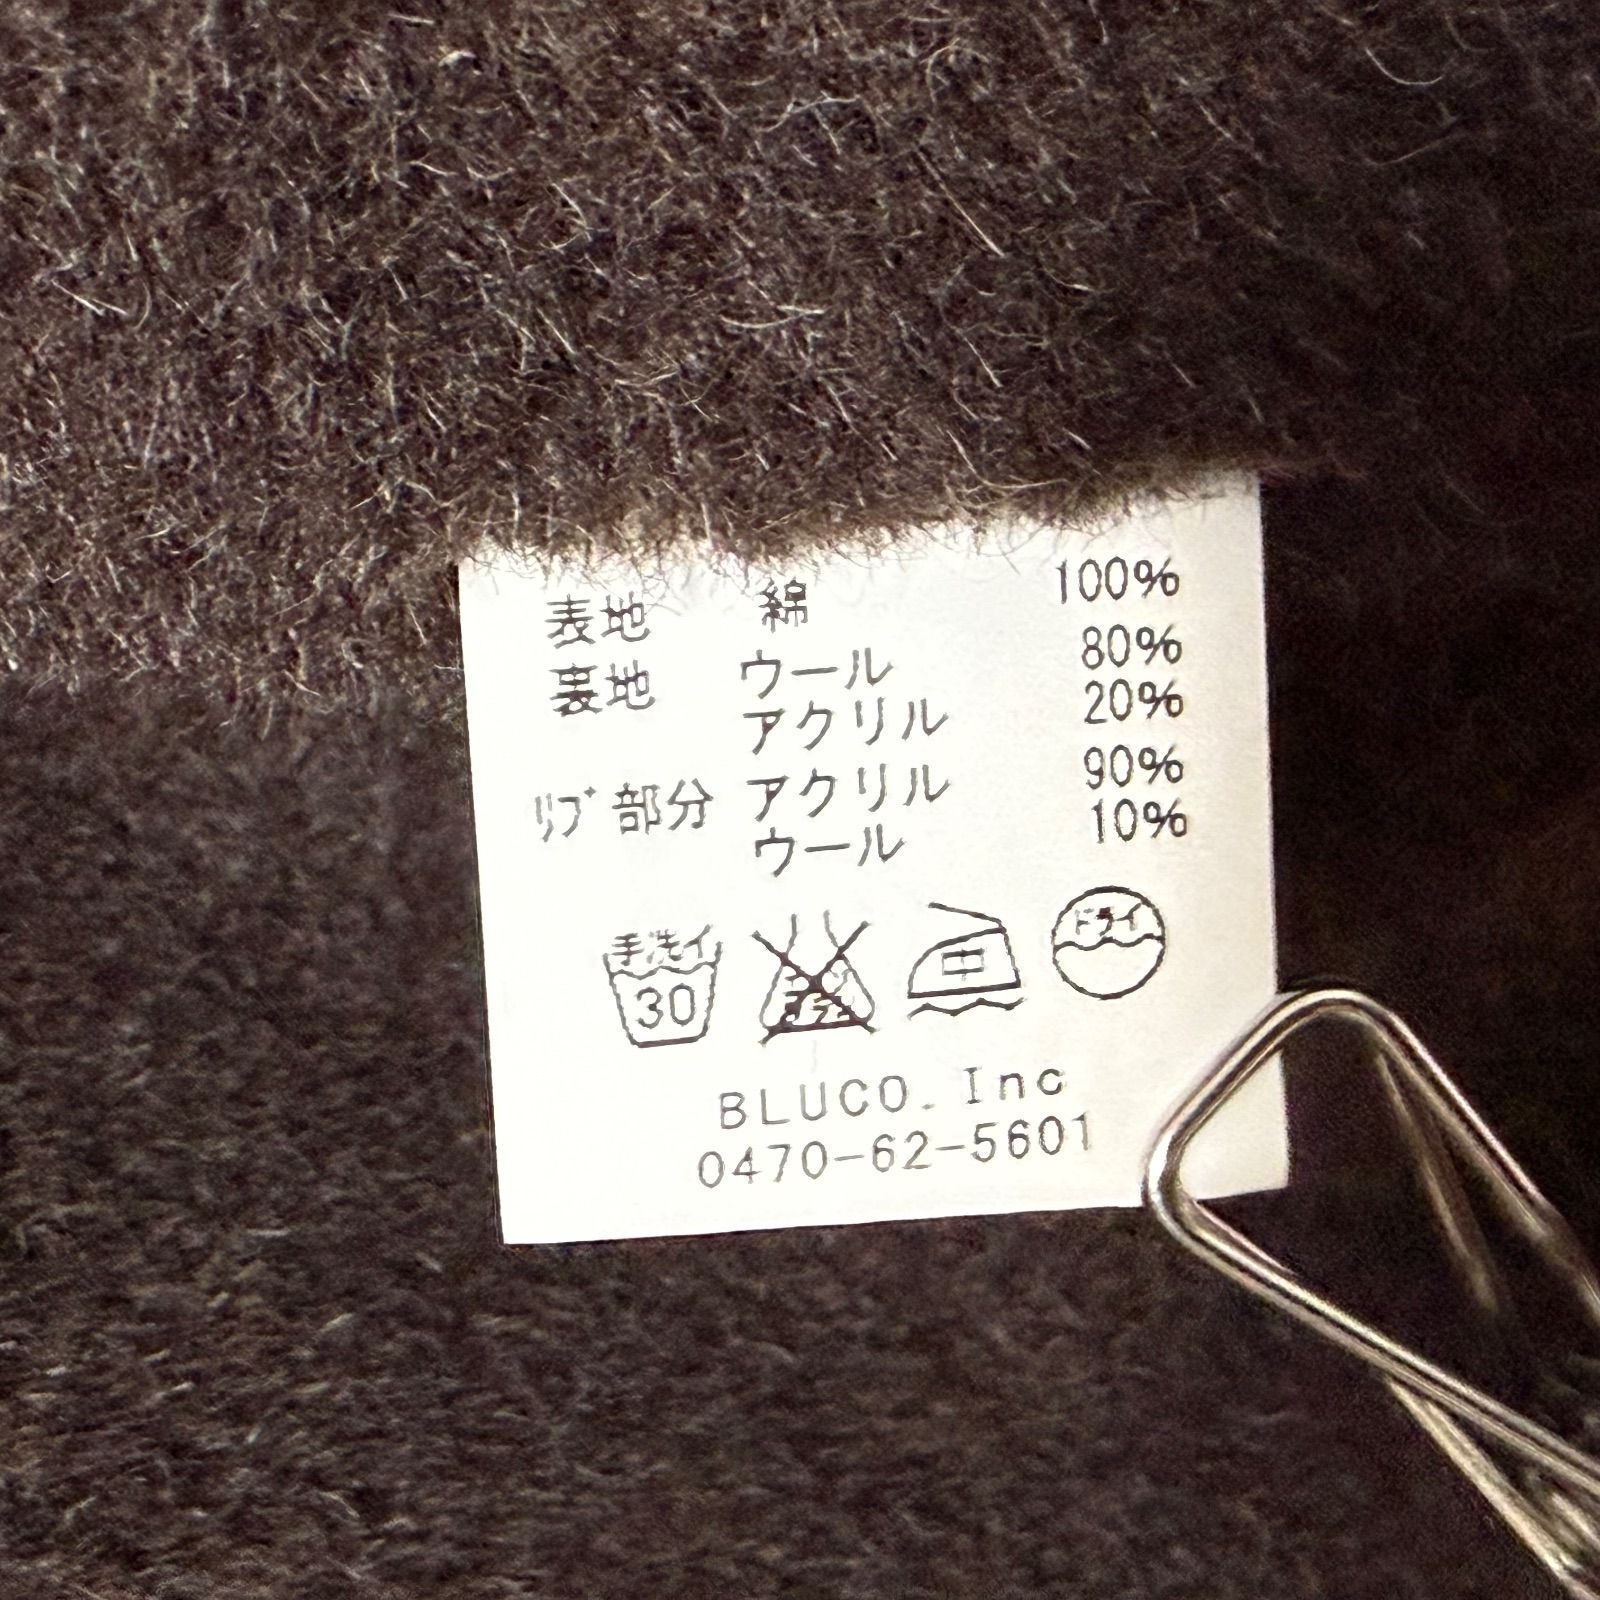 表地 綿 100%
裏地 ウール 80%
アクリル 20%
リブ部分 アクリル 90%
ウール 10%
手洗イ
30
中
ドライ
BLUCO. Inc
0470-62-5601